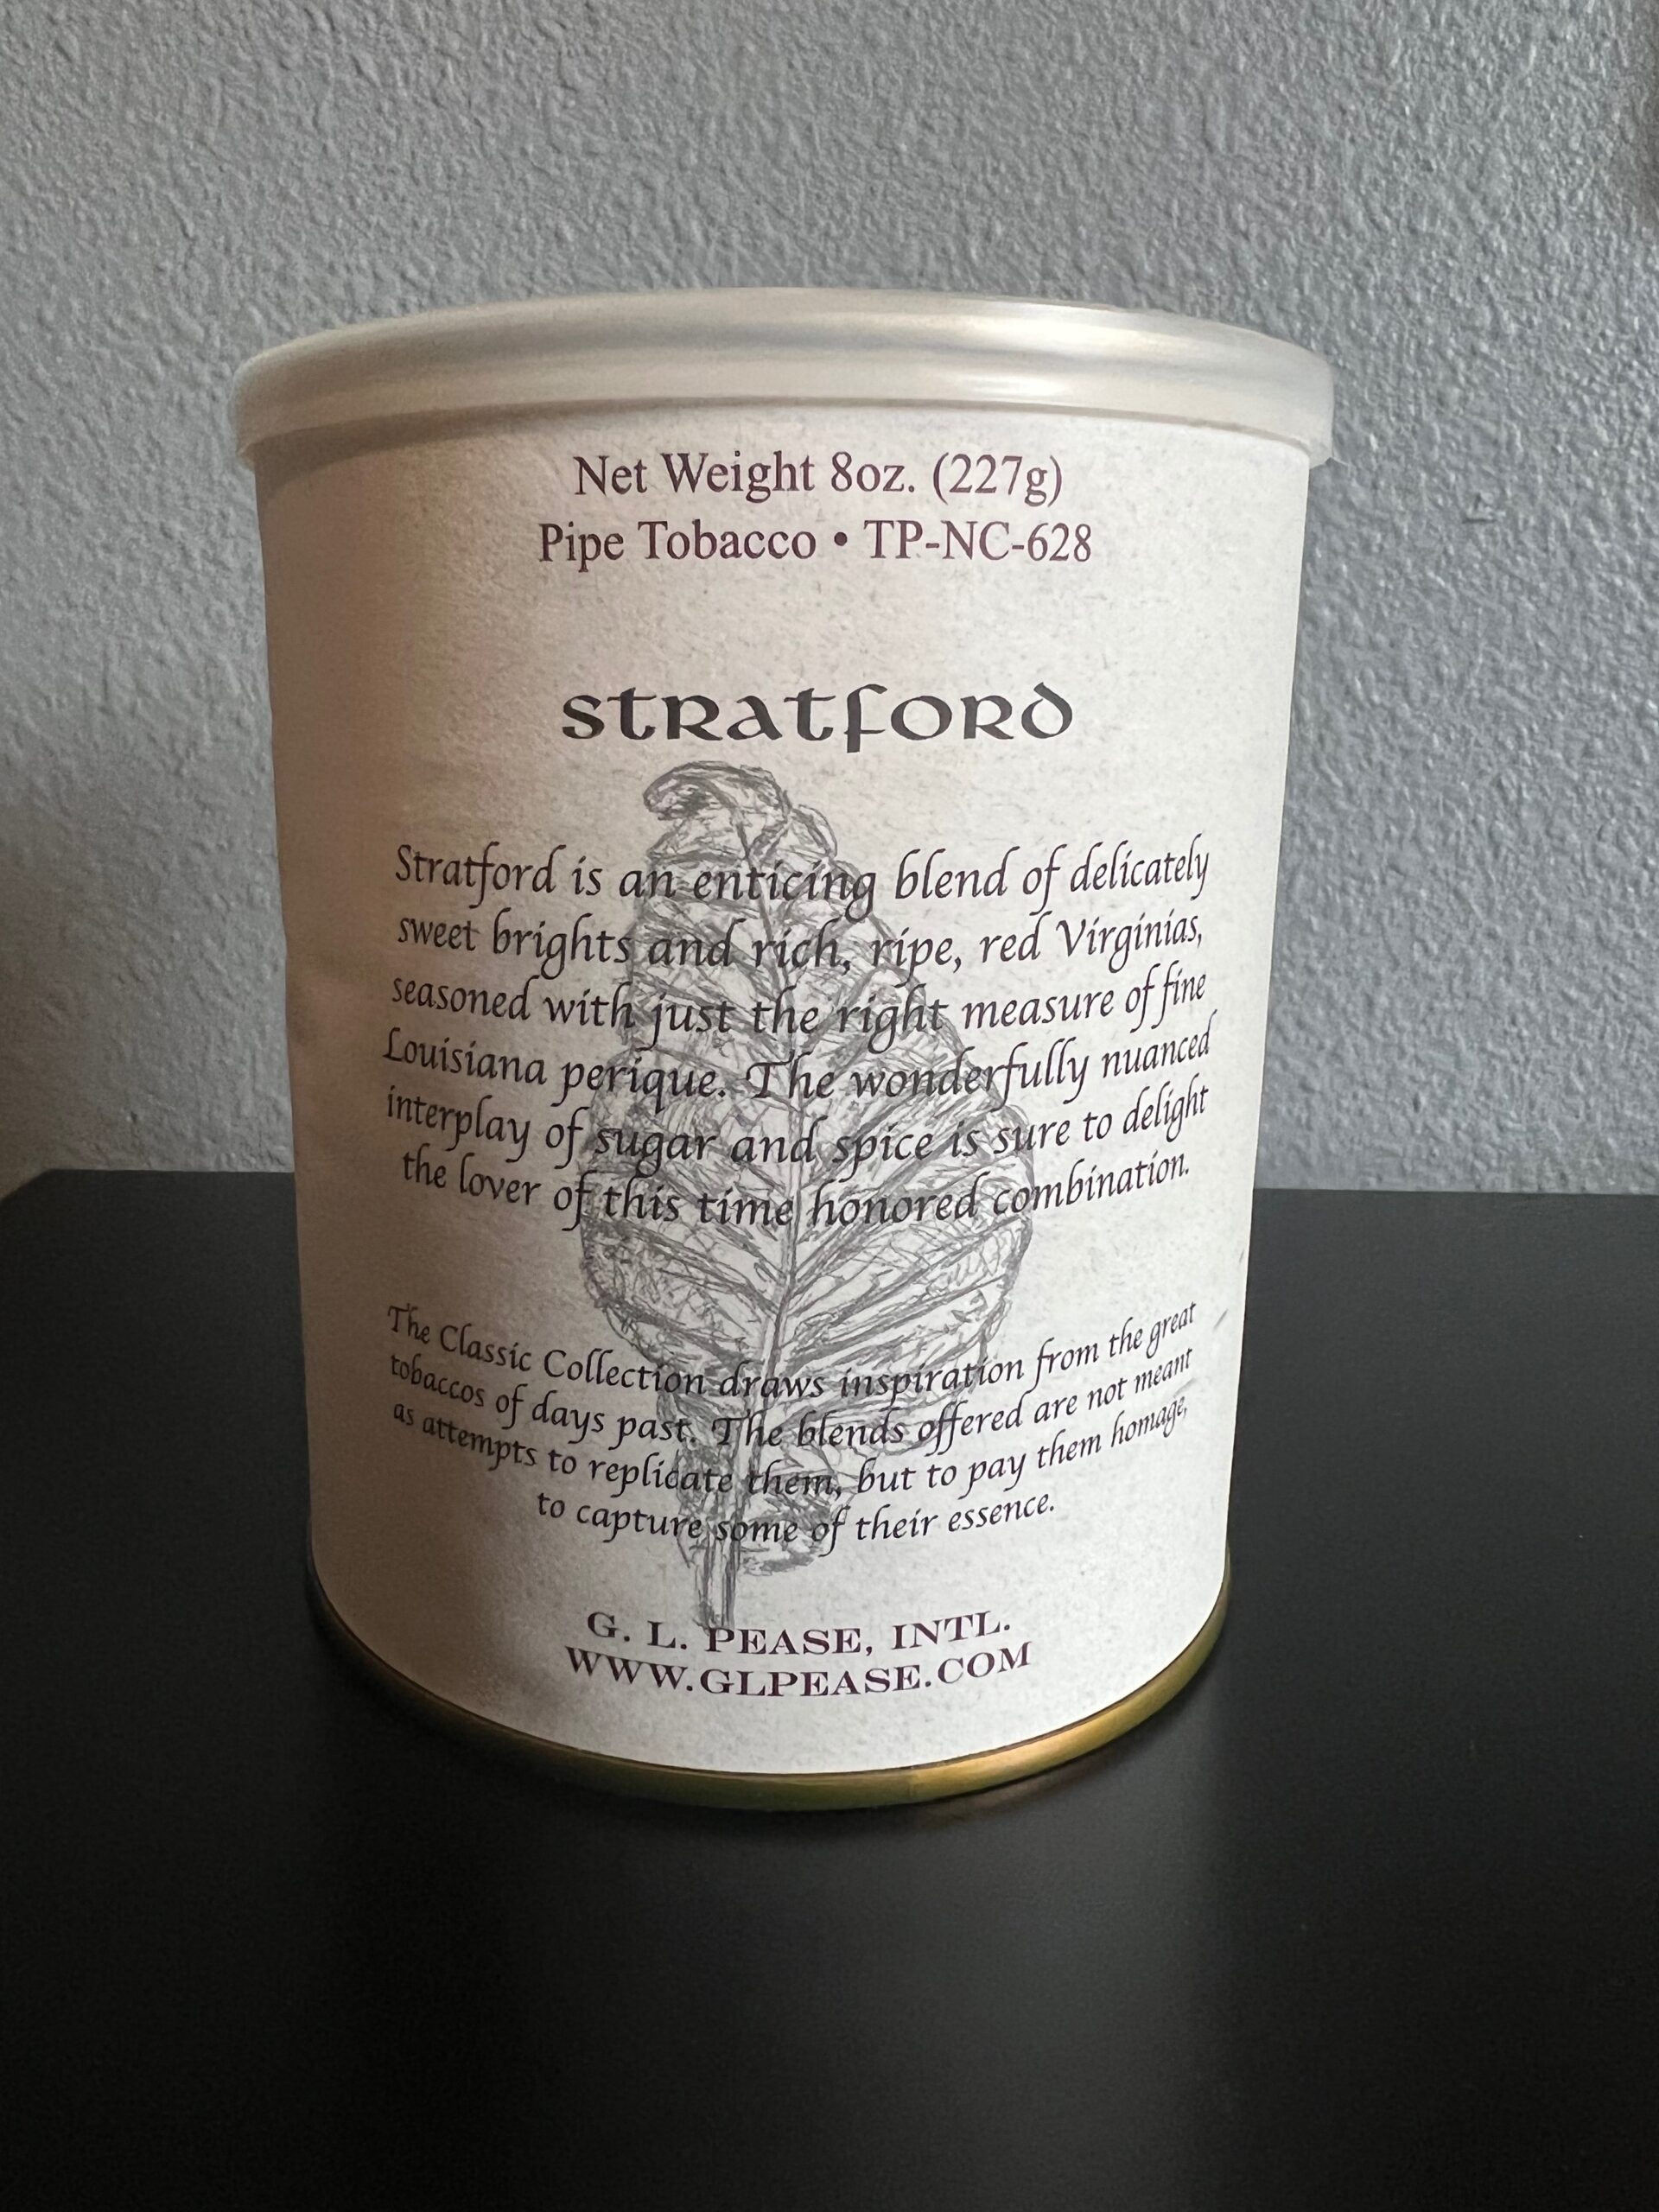 Net Weight 8oz. (227g)
Pipe Tobacco • TP-NC-628
stratford
Stratford is an enticing blend of delicately
sweet brights and rich, ripe, red Virginias,
seasoned with just the right measure of fine
Louisiana perique. The wonderfully nuanced
interplay of sugar and spice is sure to delight
the lover of this time honored combination.
The Classic Collection draws inspiration from the great
tobaccos of days past. The blends offered are not meant
as attempts to replicate them, but to pay them homage,
to capture some of their essence.
G. L. PEASE, INTL.
WWW.GLPEASE.COM